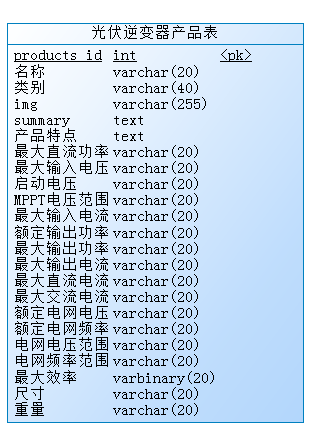 光伏逆变器产品表
products_id int <pk>
名称 varchar(20)
类别 varchar(40)
img varchar(255)
summary text
产品特点 text
最大直流功率 varchar(20)
最大输入电压 varchar(20)
启动电压 varchar(20)
MPPT电压范围 varchar(20)
最大输入电流 varchar(20)
额定输出功率 varchar(20)
最大输出功率 varchar(20)
最大输出电流 varchar(20)
最大直流电流 varchar(20)
最大交流电流 varchar(20)
额定电网电压 varchar(20)
额定电网频率 varchar(20)
电网电压范围 varchar(20)
电网频率范围 varchar(20)
最大效率 varbinary(20)
尺寸 varchar(20)
重量 varchar(20)